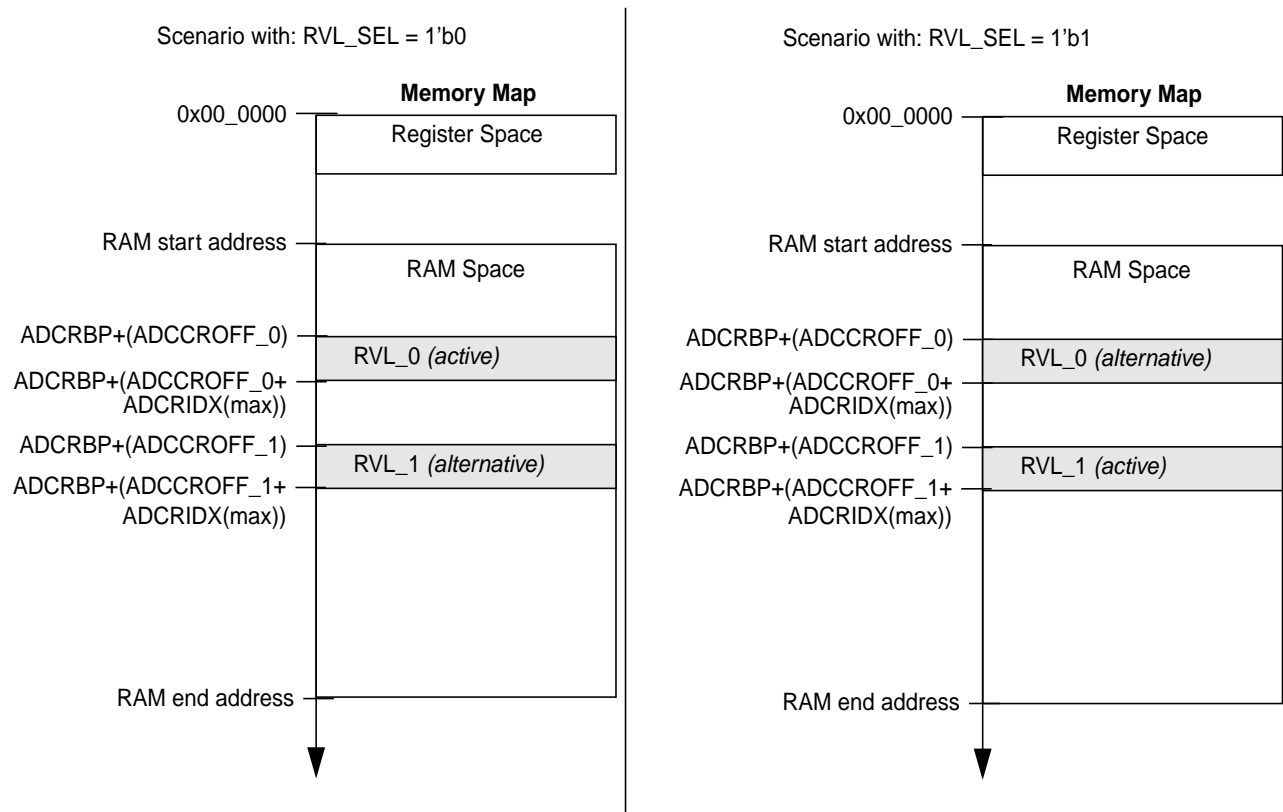 Scenario with: RVL_SEL = 1’b0
Memory Map
0x00_0000
Register Space
RAM start address
RAM Space
ADCRBP+(ADCCROFF_0)
RVL_0 (active)
ADCRBP+(ADCCROFF_0+
ADCRIDX(max))
ADCRBP+(ADCCROFF_1)
RVL_1 (alternative)
ADCRBP+(ADCCROFF_1+
ADCRIDX(max))
RAM end address
Scenario with: RVL_SEL = 1’b1
Memory Map
0x00_0000
Register Space
RAM start address
RAM Space
ADCRBP+(ADCCROFF_0)
RVL_0 (alternative)
ADCRBP+(ADCCROFF_0+
ADCRIDX(max))
ADCRBP+(ADCCROFF_1)
RVL_1 (active)
ADCRBP+(ADCCROFF_1+
ADCRIDX(max))
RAM end address